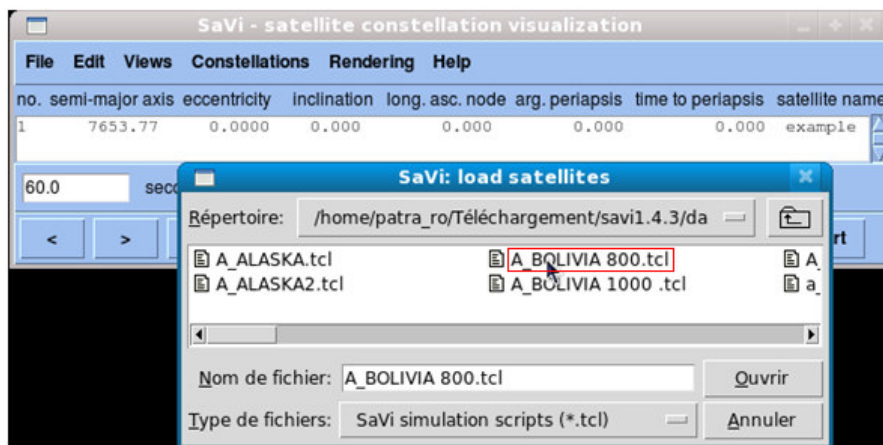 SaVi - satellite constellation visualization
File Edit Views Constellations Rendering Help
no. semi-major axis eccentricity inclination long. asc. node arg. periapsis time to periapsis satellite name
1 7653.77 0.0000 0.000 0.000 0.000 0.000 example
60.0
SaVi: load satellites
Répertoire: /home/patra_ro/Téléchargement/savi1.4.3/da
< >
A_ALASKA.tcl A_BOLIVIA 800.tcl
A_ALASKA2.tcl A_BOLIVIA 1000 .tcl
Nom de fichier: A_BOLIVIA 800.tcl Ouvrir
Type de fichiers: SaVi simulation scripts (*.tcl) Annuler